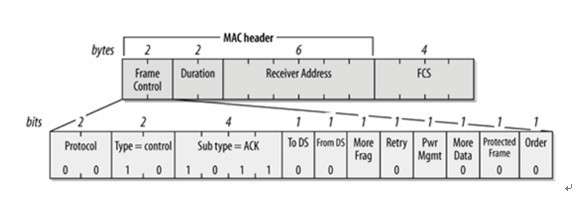 MAC header
bytes 2 2 6 4
Frame Control Duration Receiver Address FCS
bits 2 2 4 1 1 1 1 1 1 1 1
Protocol Type = control Sub type = ACK To DS From DS More Frag Retry Pwr Mgmt More Data Protected Frame Order
0 0 1 0 1 0 1 1 0 0 0 0 0 0 0 0